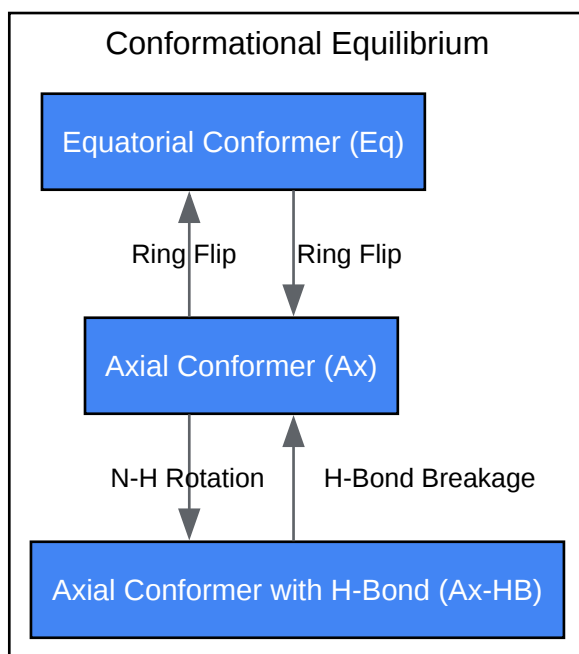 Conformational Equilibrium
Equatorial Conformer (Eq)
Ring Flip
Ring Flip
Axial Conformer (Ax)
N-H Rotation
H-Bond Breakage
Axial Conformer with H-Bond (Ax-HB)